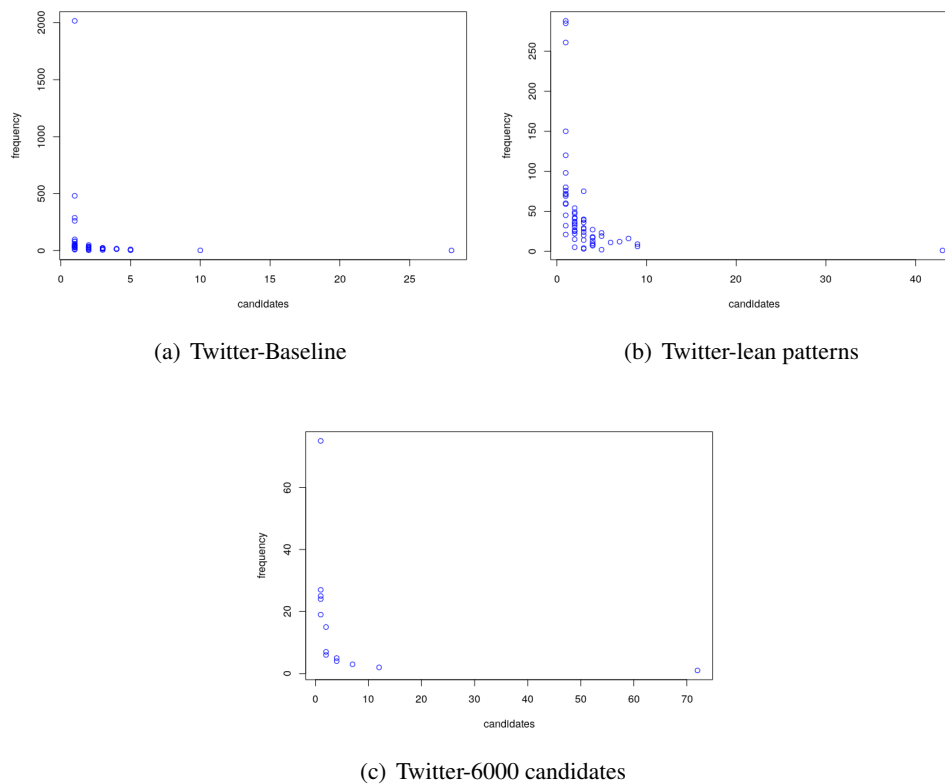 2000
1500
1000
500
0
frequency
0 5 10 15 20 25
candidates
(a) Twitter-Baseline
250
200
150
100
50
0
frequency
0 10 20 30 40
candidates
(b) Twitter-lean patterns
60
40
20
0
frequency
0 10 20 30 40 50 60 70
candidates
(c) Twitter-6000 candidates